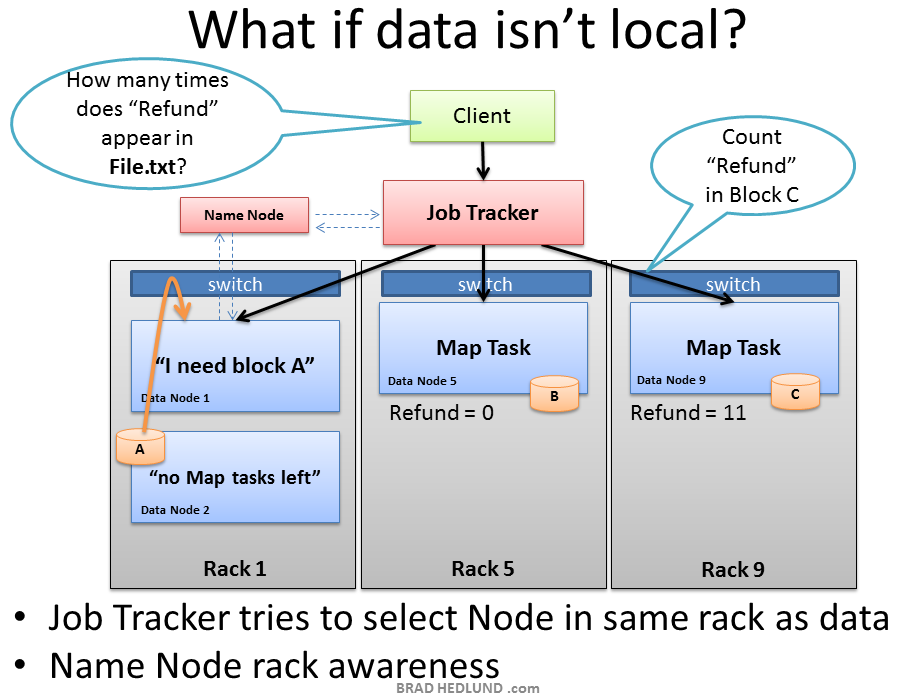 What if data isn’t local?
How many times
does “Refund”
appear in
File.txt?
Client
Count
“Refund”
in Block C
Name Node
Job Tracker
switch
switch
switch
“I need block A”
Data Node 1
Map Task
Data Node 5
B
Map Task
Data Node 9
C
Refund = 0
Refund = 11
A
“no Map tasks left”
Data Node 2
Rack 1
Rack 5
Rack 9
• Job Tracker tries to select Node in same rack as data
• Name Node rack awareness
BRAD HEDLUND .com